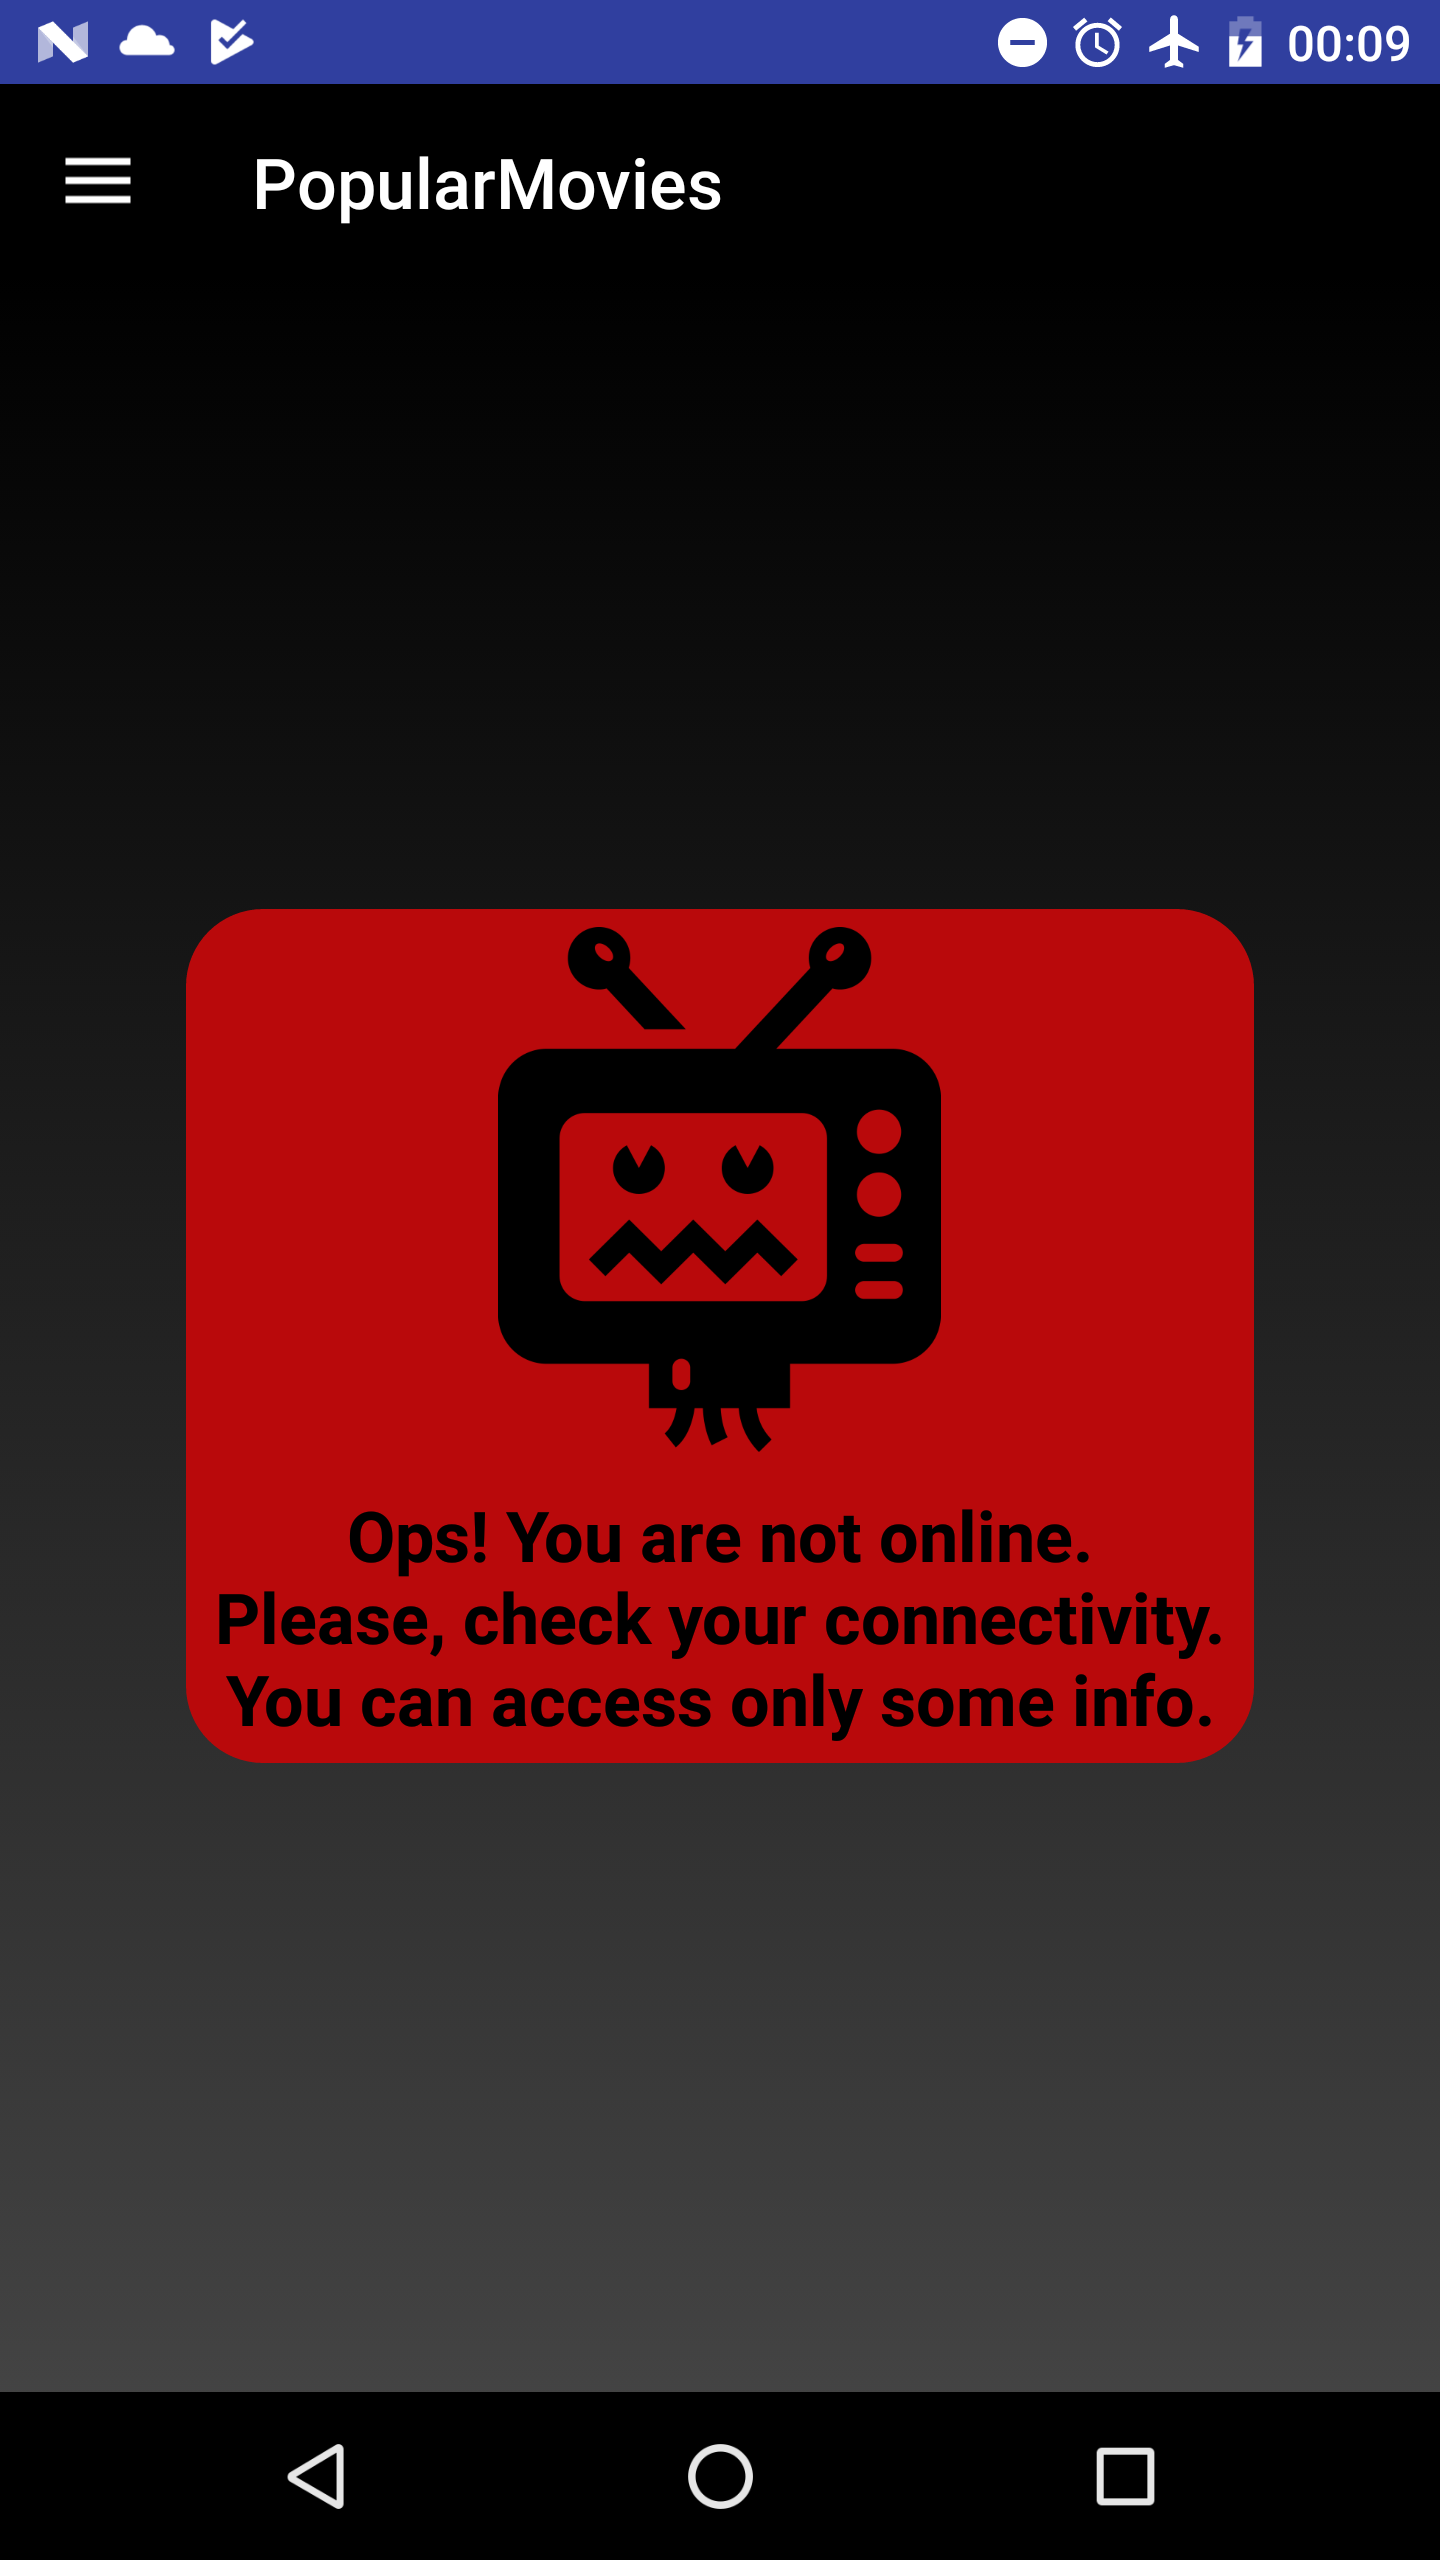 00:09
PopularMovies
Ops! You are not online.
Please, check your connectivity.
You can access only some info.